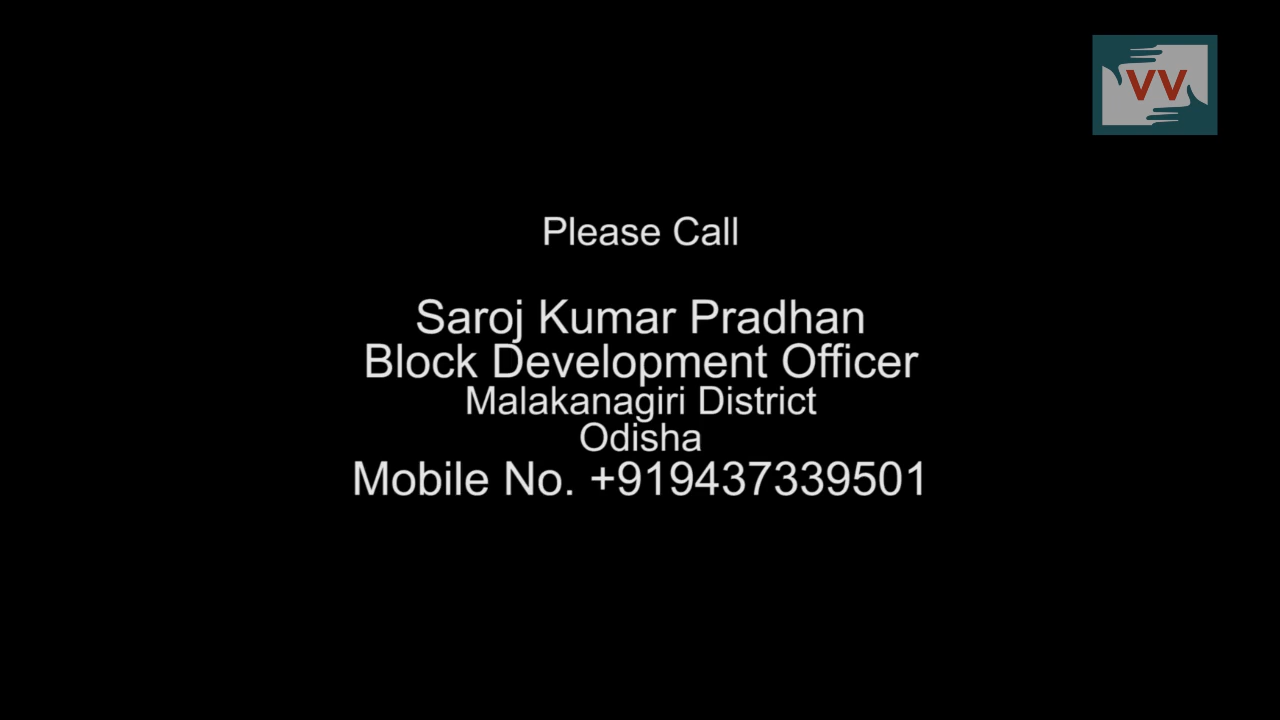 VV
Please Call
Saroj Kumar Pradhan
Block Development Officer
Malakanagiri District
Odisha
Mobile No. +919437339501